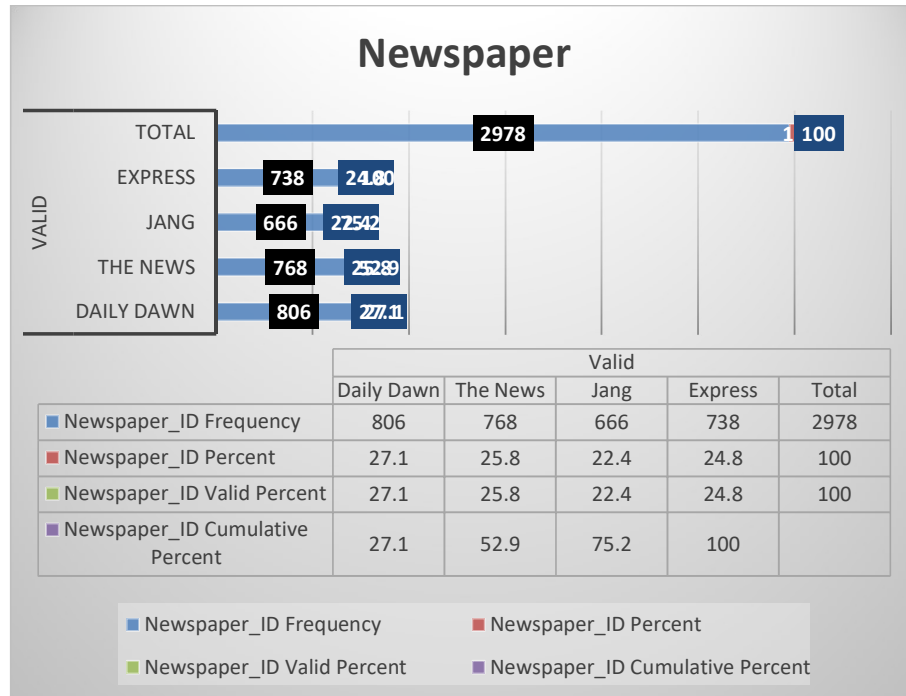 Newspaper
TOTAL 2978 100
EXPRESS 738
JANG 666
THE NEWS 768
DAILY DAWN 806
VALID
Valid
Daily Dawn The News Jang Express Total
Newspaper_ID Frequency 806 768 666 738 2978
Newspaper_ID Percent 27.1 25.8 22.4 24.8 100
Newspaper_ID Valid Percent 27.1 25.8 22.4 24.8 100
Newspaper_ID Cumulative
Percent 27.1 52.9 75.2 100
Newspaper_ID Frequency Newspaper_ID Percent
Newspaper_ID Valid Percent Newspaper_ID Cumulative Percent